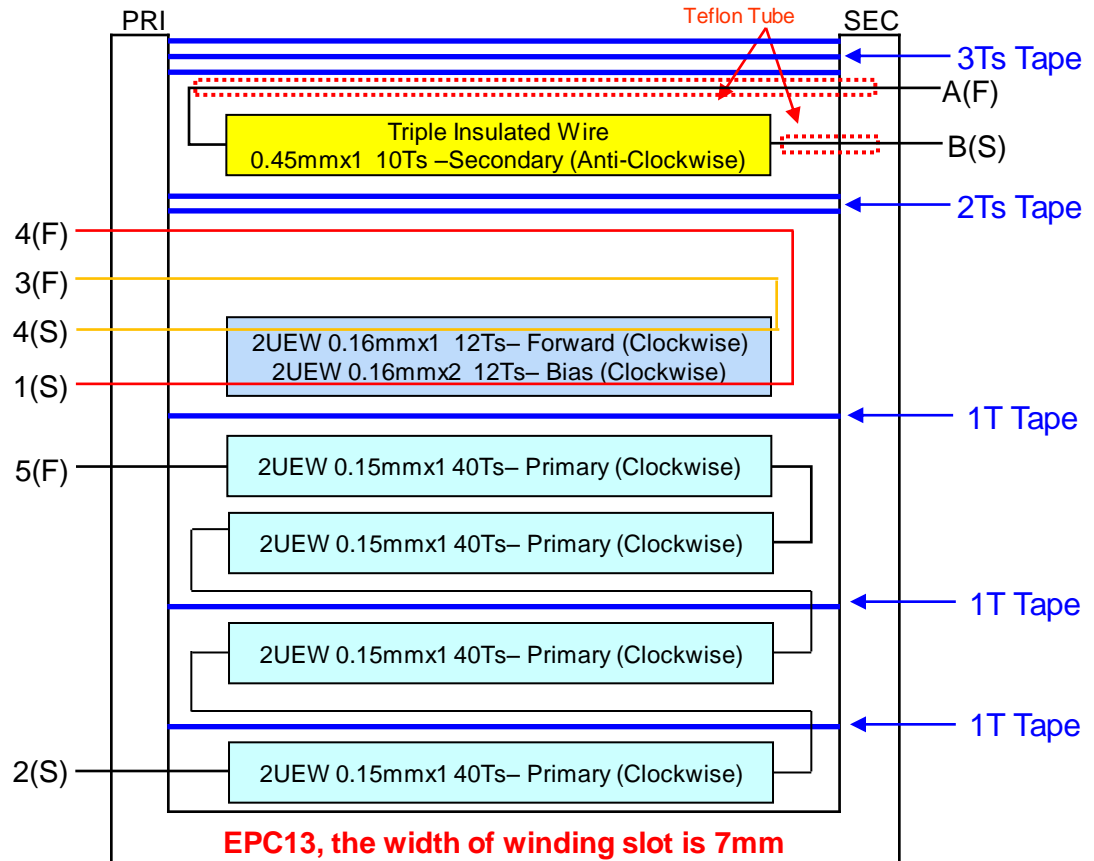 PRI
Teflon Tube
SEC
3Ts Tape
A(F)
Triple Insulated Wire
0.45mmx1 10Ts –Secondary (Anti-Clockwise)
B(S)
2Ts Tape
4(F)
3(F)
4(S)
2UEW 0.16mmx1 12Ts– Forward (Clockwise)
2UEW 0.16mmx2 12Ts– Bias (Clockwise)
1(S)
1T Tape
5(F)
2UEW 0.15mmx1 40Ts– Primary (Clockwise)
2UEW 0.15mmx1 40Ts– Primary (Clockwise)
1T Tape
2UEW 0.15mmx1 40Ts– Primary (Clockwise)
1T Tape
2(S)
2UEW 0.15mmx1 40Ts– Primary (Clockwise)
EPC13, the width of winding slot is 7mm